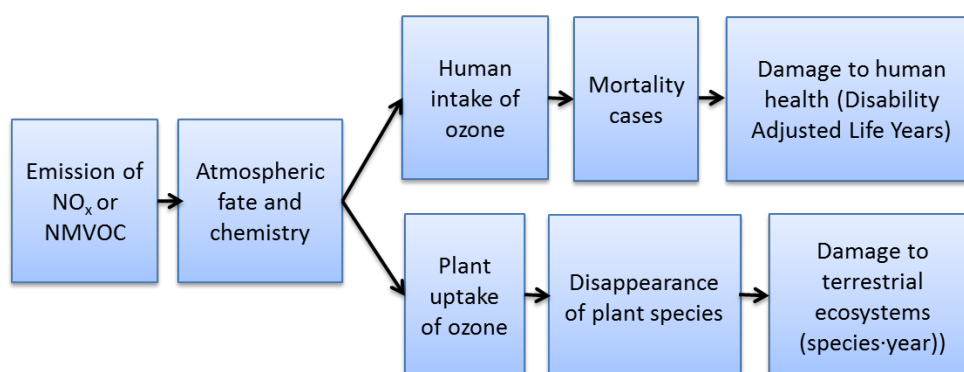 Emission of
NOx or
NMVOC
Atmospheric
fate and
chemistry
Human
intake of
ozone
Mortality
cases
Damage to human
health (Disability
Adjusted Life Years)
Plant
uptake
of ozone
Disappearance
of plant species
Damage to
terrestrial
ecosystems
(species·year))